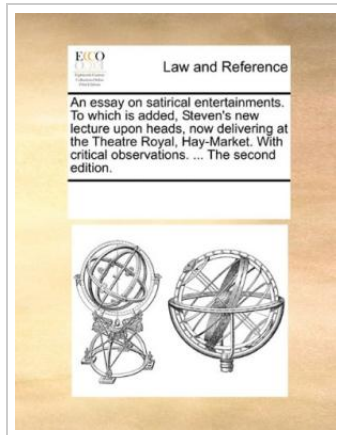 ECCO
Law and Reference
An essay on satirical entertainments.
To which is added, Steven's new
lecture upon heads, now delivering at
the Theatre Royal, Hay-Market. With
critical observations. ... The second
edition.